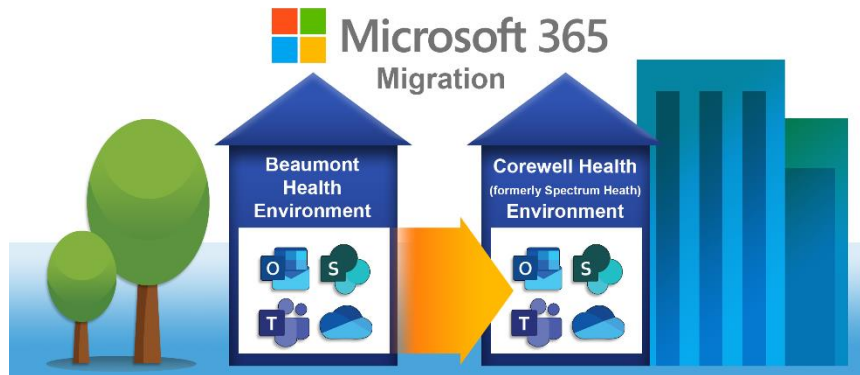 Microsoft 365
Migration
Beaumont
Health
Environment
O
S
T
Corewell Health
(formerly Spectrum Heath)
Environment
O
S
T